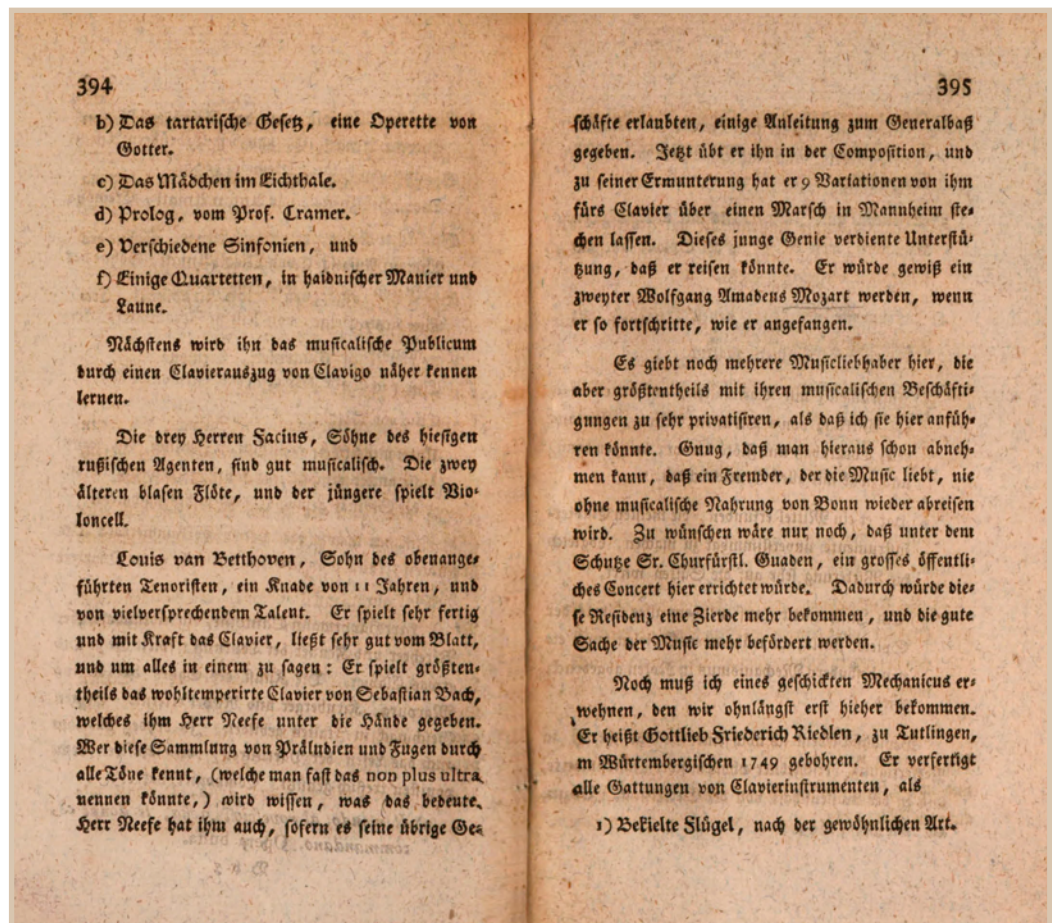 394
b) Das tartarische Gesetz, eine Operette von
Gotter.
c) Das Mädchen im Eichthale.
d) Prolog, vom Prof. Cramer.
e) Verschiedene Sinfonien, und
f) Einige Quartetten, in haidnischer Manier und
Laune.
Nächstens wird ihn das musicalische Publicum
durch einen Clavierauszug von Clavigo näher kennen
lernen.
Die drey Herren Facius, Söhne des hiesigen
rußischen Agenten, sind gut musicalisch. Die zwey
älteren blasen Flöte, und der jüngere spielt Vio-
loncell.
Louis van Betthoven, Sohn des obenange-
führten Tenoristen, ein Knabe von 11 Jahren, und
von vielversprechendem Talent. Er spielt sehr fertig
und mit Kraft das Clavier, ließt sehr gut vom Blatt,
und um alles in einem zu sagen: Er spielt größten-
theils das wohltemperirte Clavier von Sebastian Bach,
welches ihm Herr Neefe unter die Hände gegeben.
Wer diese Sammlung von Präludien und Fugen durch
alle Töne kennt, (welche man fast das non plus ultra
nennen könnte,) wird wissen, was das bedeute.
Herr Neefe hat ihm auch, sofern es seine übrige Ge-
395
schäfte erlaubten, einige Anleitung zum Generalbaß
gegeben. Jetzt übt er ihn in der Composition, und
zu seiner Ermunterung hat er 9 Variationen von ihm
fürs Clavier über einen Marsch in Mannheim ste-
chen lassen. Dieses junge Genie verdiente Unterstü-
tzung, daß er reisen könnte. Er würde gewiß ein
zweyter Wolfgang Amadeus Mozart werden, wenn
er so fortschritte, wie er angefangen.
Es giebt noch mehrere Musicliebhaber hier, die
aber größtentheils mit ihren musicalischen Beschäfti-
gungen zu sehr privatisiren, als daß ich sie hier anfüh-
ren könnte. Gnug, daß man hieraus schon abneh-
men kann, daß ein Fremder, der die Music liebt, nie
ohne musicalische Nahrung von Bonn wieder abreisen
wird. Zu wünschen wäre nur noch, daß unter dem
Schutze Sr. Churfürstl. Gnaden, ein grosses öffentli-
ches Concert hier errichtet würde. Dadurch würde die-
se Residenz eine Zierde mehr bekommen, und die gute
Sache der Music mehr befördert werden.
Noch muß ich eines geschickten Mechanicus er-
wehnen, den wir ohnlängst erst hieher bekommen.
Er heißt Gottlieb Friederich Riedlen, zu Tutlingen,
m Würtembergischen 1749 gebohren. Er verfertigt
alle Gattungen von Clavierinstrumenten, als
1) Bekielte Flügel, nach der gewöhnlichen Art.